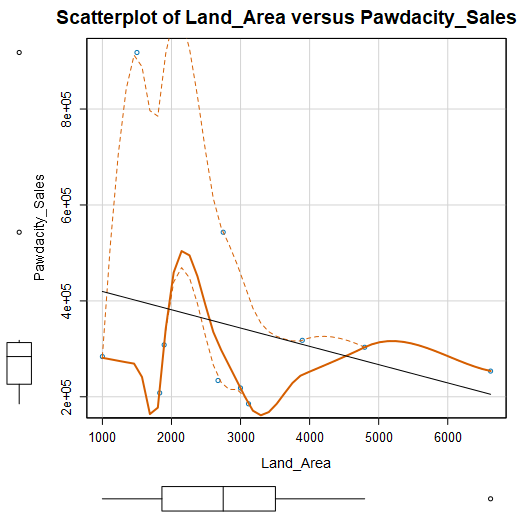 Scatterplot of Land_Area versus Pawdacity_Sales
Pawdacity_Sales
8e+05
6e+05
4e+05
2e+05
1000 2000 3000 4000 5000 6000
Land_Area